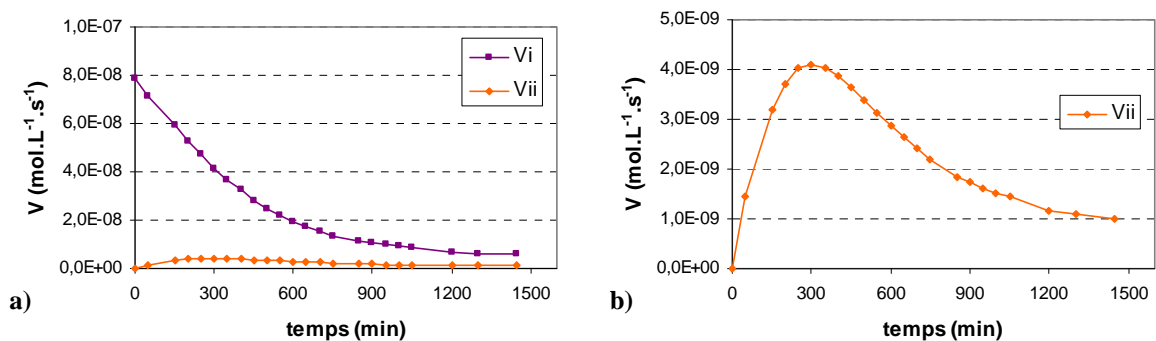 a)
V (mol.L-1.s-1)
1,0E-07
8,0E-08
6,0E-08
4,0E-08
2,0E-08
0,0E+00
Vi
Vii
0 300 600 900 1200 1500
temps (min)
b)
V (mol.L-1.s-1)
5,0E-09
4,0E-09
3,0E-09
2,0E-09
1,0E-09
0,0E+00
Vii
0 300 600 900 1200 1500
temps (min)